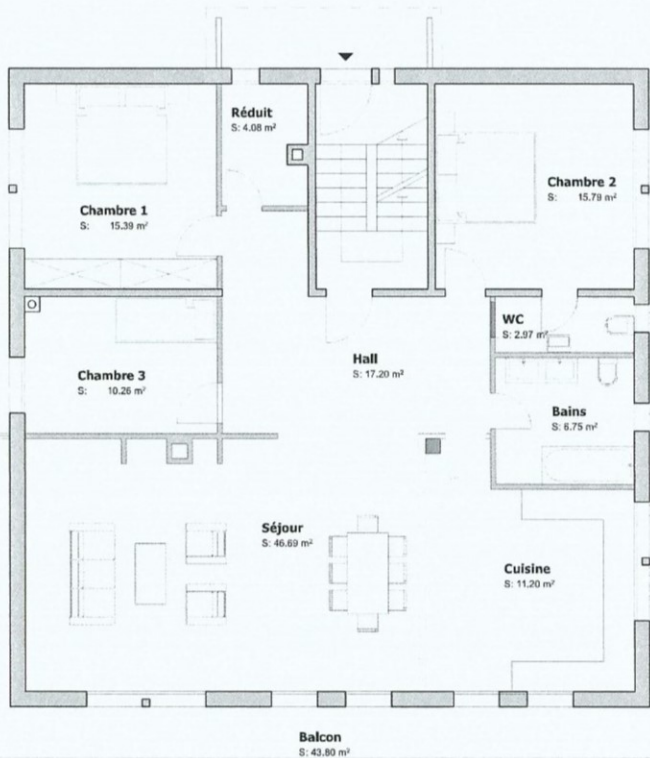 Réduit
S: 4.08 m²
Chambre 1
S: 15.39 m²
Chambre 2
S: 15.79 m²
WC
S: 2.97 m²
Hall
S: 17.20 m²
Chambre 3
S: 10.26 m²
Bains
S: 6.75 m²
Séjour
S: 46.69 m²
Cuisine
S: 11.20 m²
Balcon
S: 43.80 m²